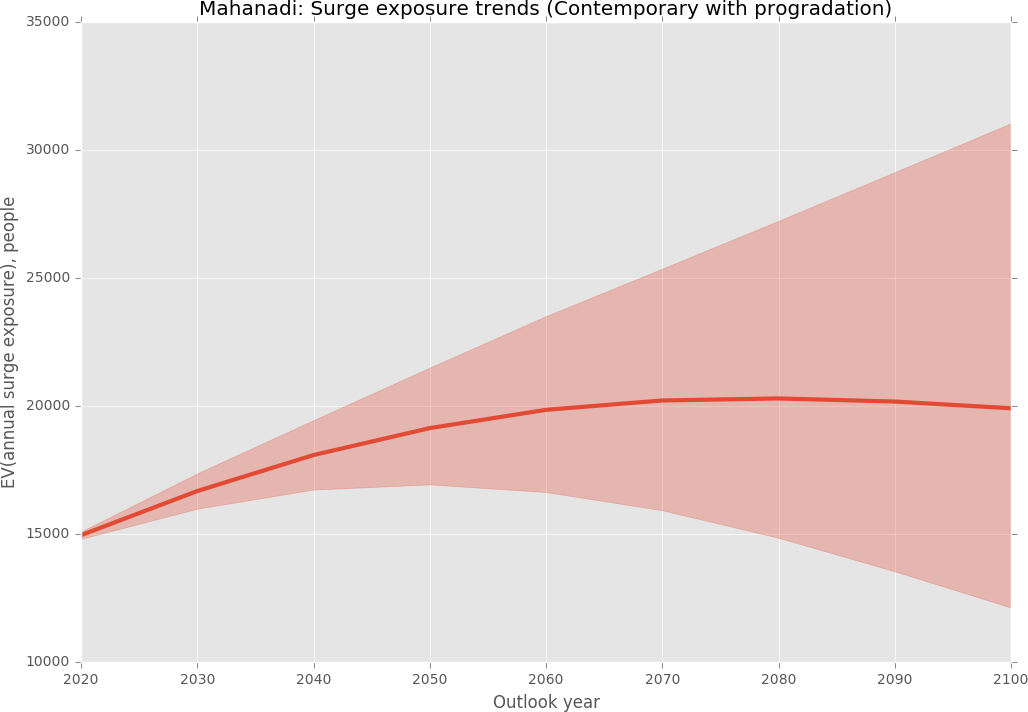 Mahanadi: Surge exposure trends (Contemporary with progradation)
EV(annual surge exposure), people
35000
30000
25000
20000
15000
10000
2020 2030 2040 2050 2060 2070 2080 2090 2100
Outlook year